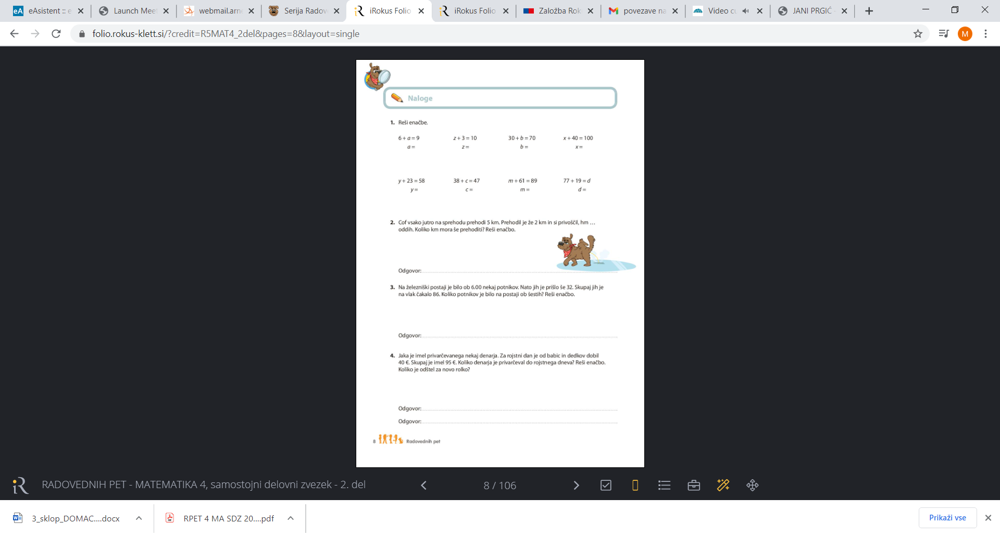 eA eAsistent :: e
Launch Meet
webmail.arne
Serija Radov
iRokus Folio
iRokus Folio
Založba Rok
povezave na
Video cu
JANI PRGIĆ -
folio.rokus-klett.si/?credit=R5MAT4_2del&pages=8&layout=single
M
Naloge
1. Reši enačbe.
6 + a = 9 z + 3 = 10 30 + b = 70 x + 40 = 100
a = z = b = x =
y + 23 = 58 38 + c = 47 m + 61 = 89 77 + 19 = d
y = c = m = d =
2. Cof vsako jutro na sprehodu prehodi 5 km. Prehodil je že 2 km in si privoščil, hm …
oddih. Koliko km mora še prehoditi? Reši enačbo.
Odgovor:
3. Na železniški postaji je bilo ob 6.00 nekaj potnikov. Nato jih je prišlo še 32. Skupaj jih je
na vlak čakalo 86. Koliko potnikov je bilo na postaji ob šestih? Reši enačbo.
Odgovor:
4. Jaka je imel privarčevanega nekaj denarja. Za rojstni dan je od babic in dedkov dobil
40 €. Skupaj je imel 95 €. Koliko denarja je privarčeval do rojstnega dneva? Reši enačbo.
Koliko je odštel za novo rolko?
Odgovor:
Odgovor:
8 Radovednih pet
iR RADOVEDNIH PET - MATEMATIKA 4, samostojni delovni zvezek - 2. del
8 / 106
3_sklop_DOMAC....docx
RPET 4 MA SDZ 20....pdf
Prikaži vse